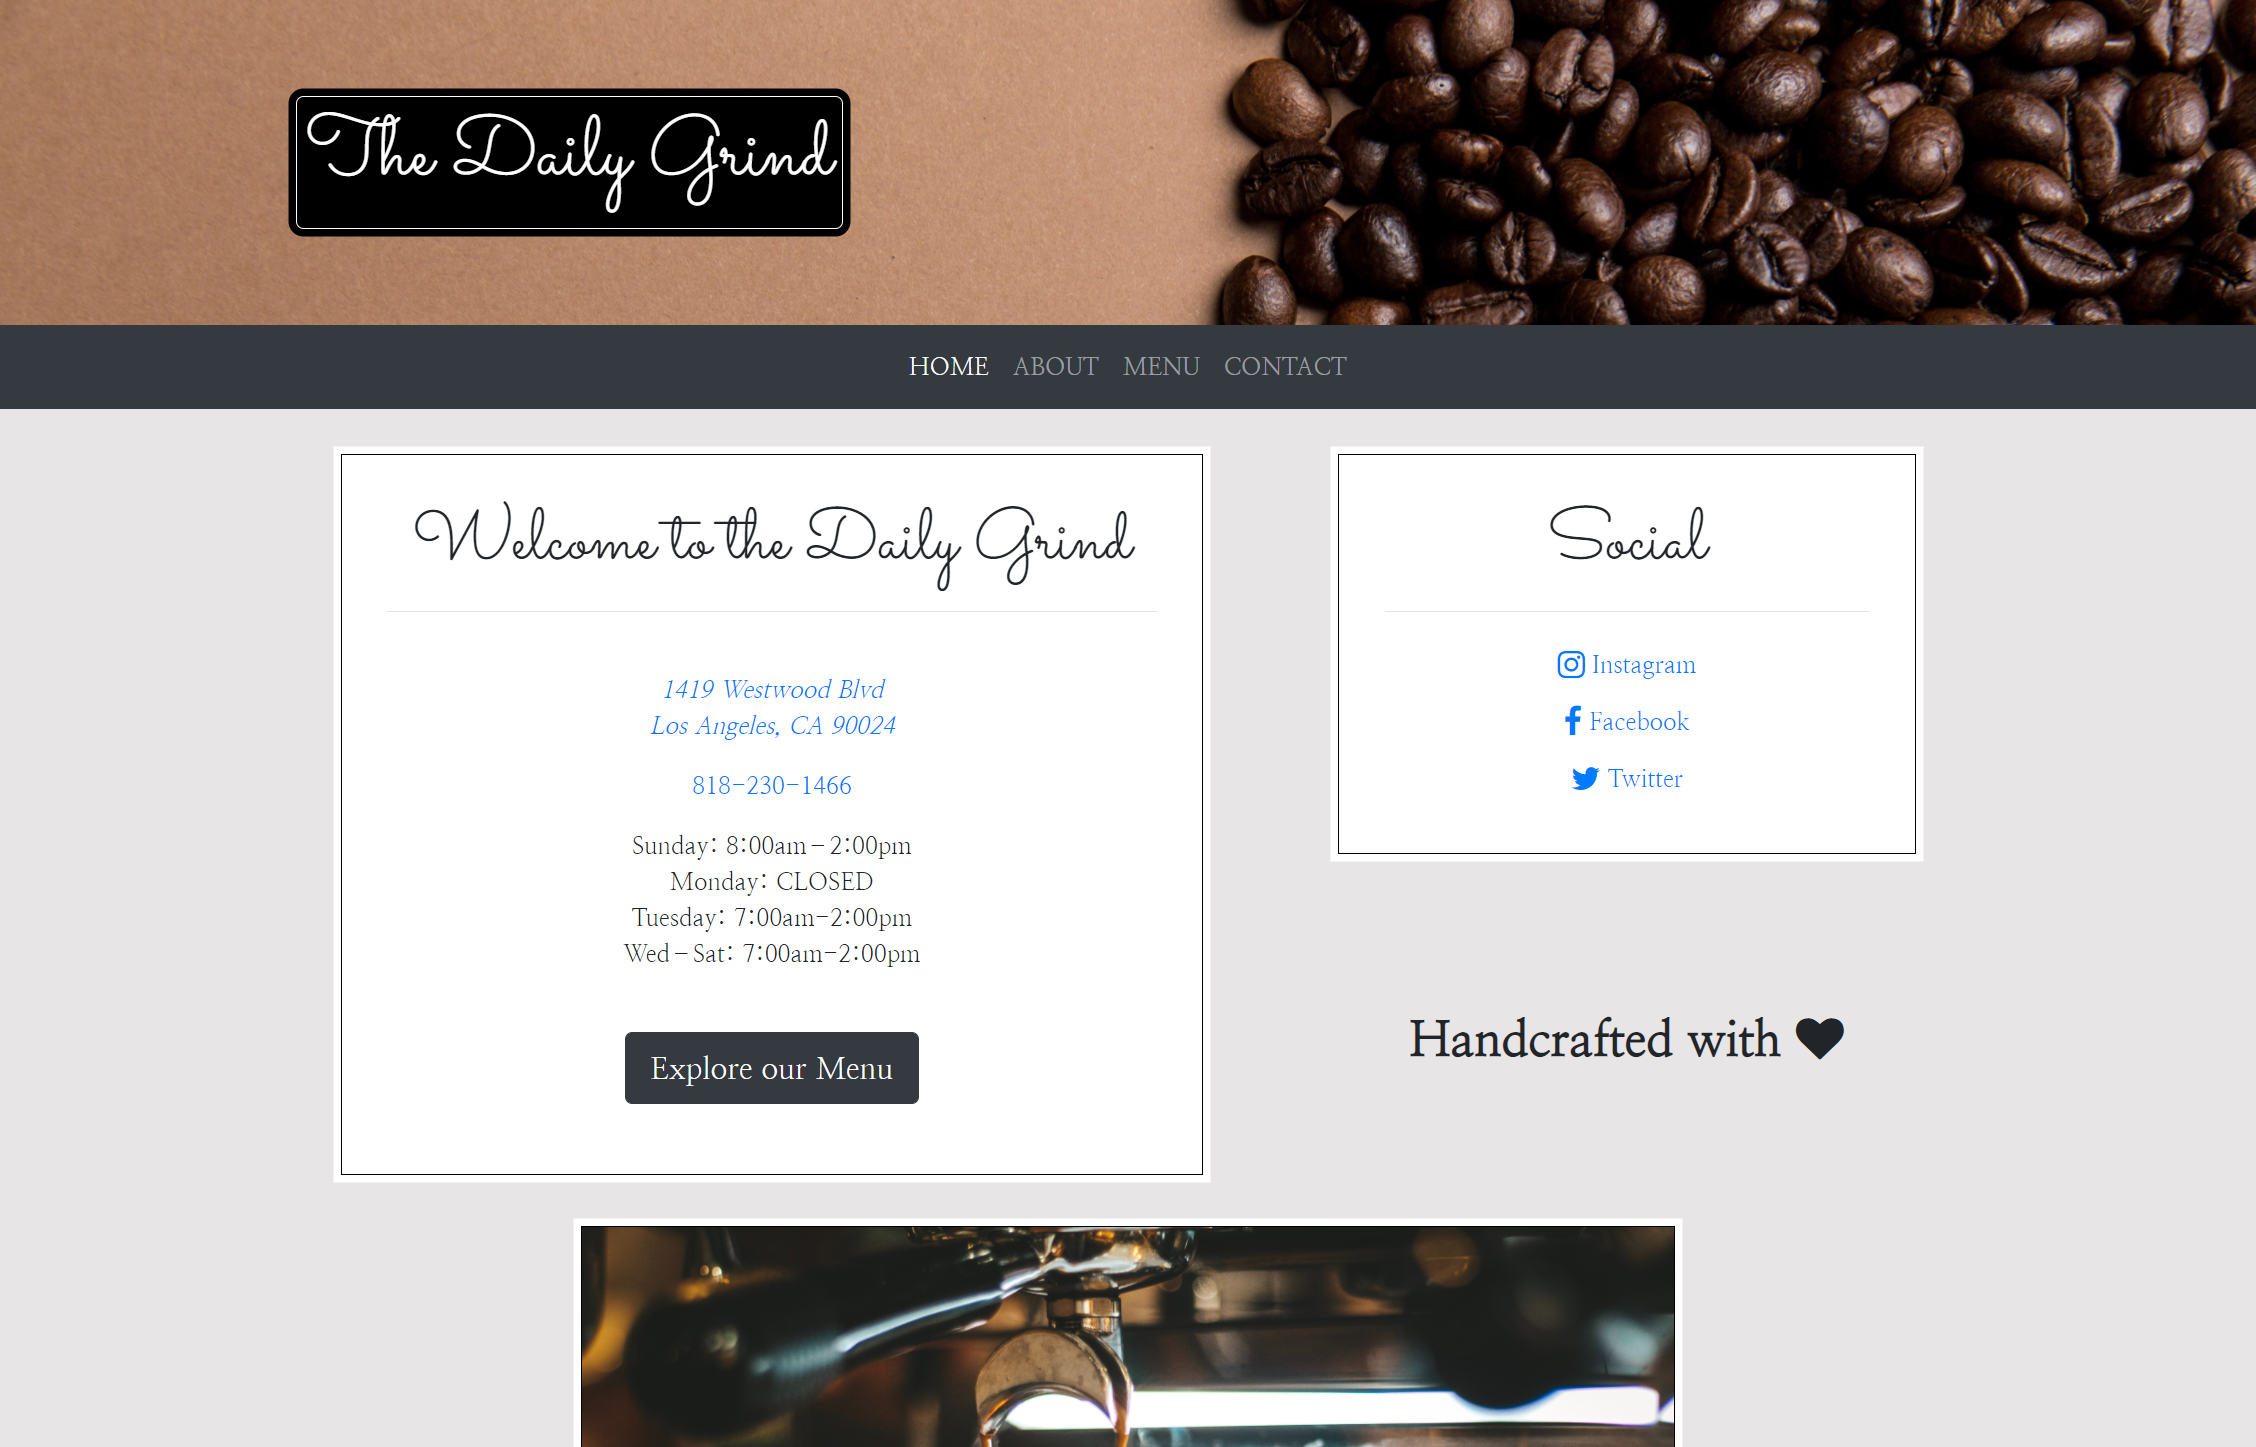 The Daily Grind
HOME ABOUT MENU CONTACT
Welcome to the Daily Grind
1419 Westwood Blvd
Los Angeles, CA 90024
818-230-1466
Sunday: 8:00am - 2:00pm
Monday: CLOSED
Tuesday: 7:00am-2:00pm
Wed - Sat: 7:00am-2:00pm
Explore our Menu
Social
Instagram
Facebook
Twitter
Handcrafted with